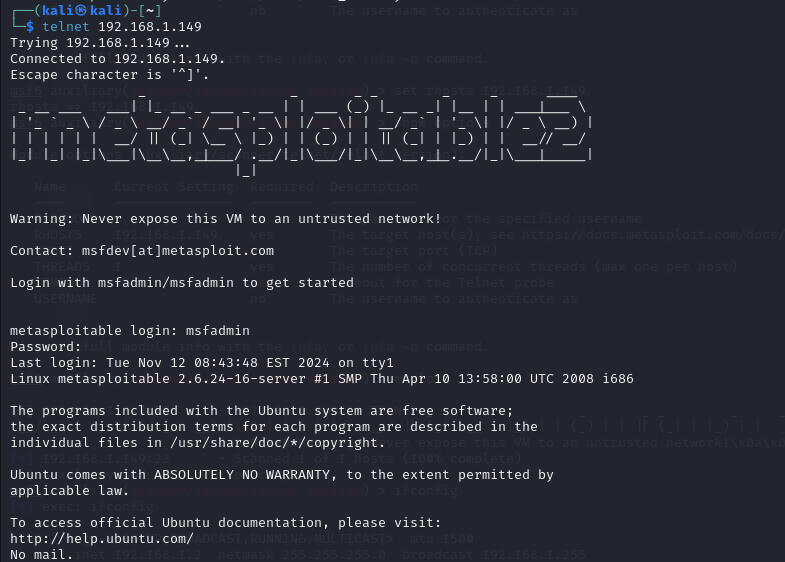 (kali㉿kali)-[~]
$ telnet 192.168.1.149
Trying 192.168.1.149...
Connected to 192.168.1.149.
Escape character is '^]'.
metasploitable2
Warning: Never expose this VM to an untrusted network!
Contact: msfdev[at]metasploit.com
Login with msfadmin/msfadmin to get started
metasploitable login: msfadmin
Password:
Last login: Tue Nov 12 08:43:48 EST 2024 on tty1
Linux metasploitable 2.6.24-16-server #1 SMP Thu Apr 10 13:58:00 UTC 2008 i686
The programs included with the Ubuntu system are free software;
the exact distribution terms for each program are described in the
individual files in /usr/share/doc/*/copyright.
Ubuntu comes with ABSOLUTELY NO WARRANTY, to the extent permitted by
applicable law.
To access official Ubuntu documentation, please visit:
http://help.ubuntu.com/
No mail.